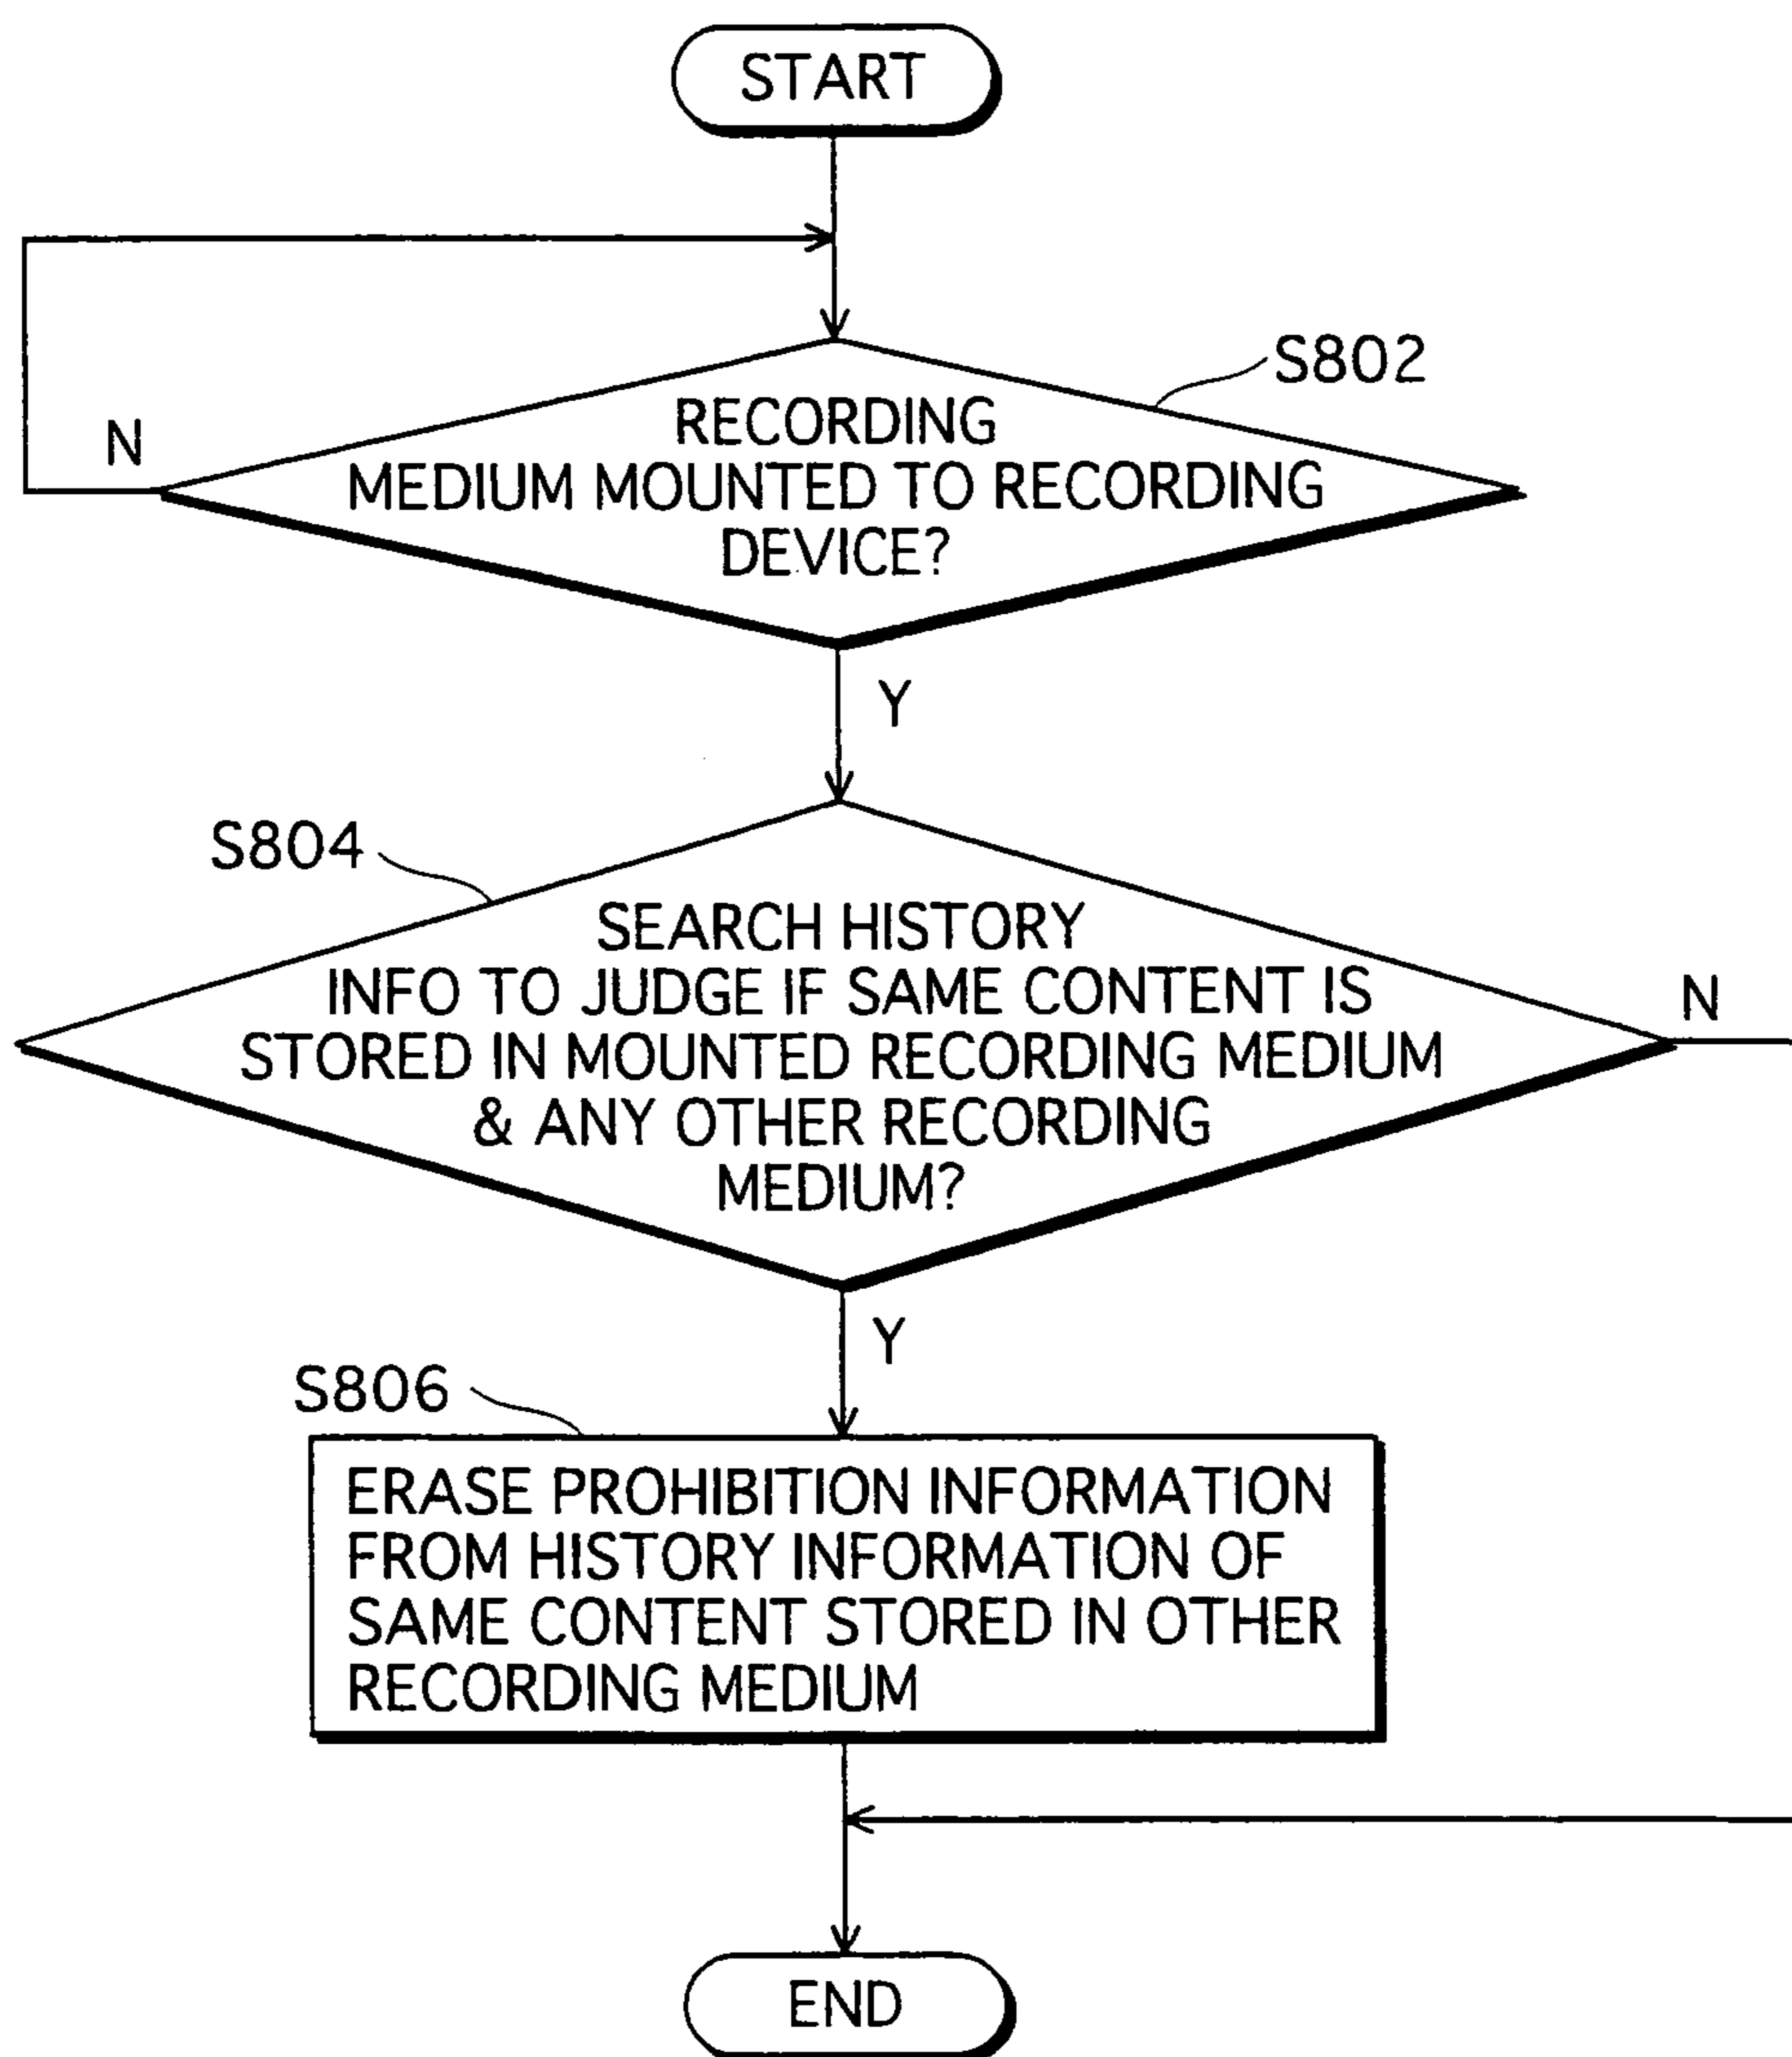 START
S802
RECORDING
MEDIUM MOUNTED TO RECORDING
DEVICE?
N
Y
S804
SEARCH HISTORY
INFO TO JUDGE IF SAME CONTENT IS
STORED IN MOUNTED RECORDING MEDIUM
& ANY OTHER RECORDING
MEDIUM?
N
Y
S806
ERASE PROHIBITION INFORMATION
FROM HISTORY INFORMATION OF
SAME CONTENT STORED IN OTHER
RECORDING MEDIUM
END